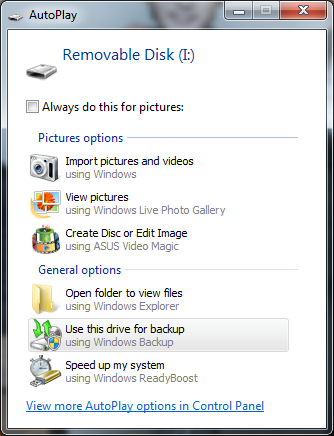 AutoPlay
Removable Disk (I:)
Always do this for pictures:
Pictures options
Import pictures and videos
using Windows
View pictures
using Windows Live Photo Gallery
Create Disc or Edit Image
using ASUS Video Magic
General options
Open folder to view files
using Windows Explorer
Use this drive for backup
using Windows Backup
Speed up my system
using Windows ReadyBoost
View more AutoPlay options in Control Panel